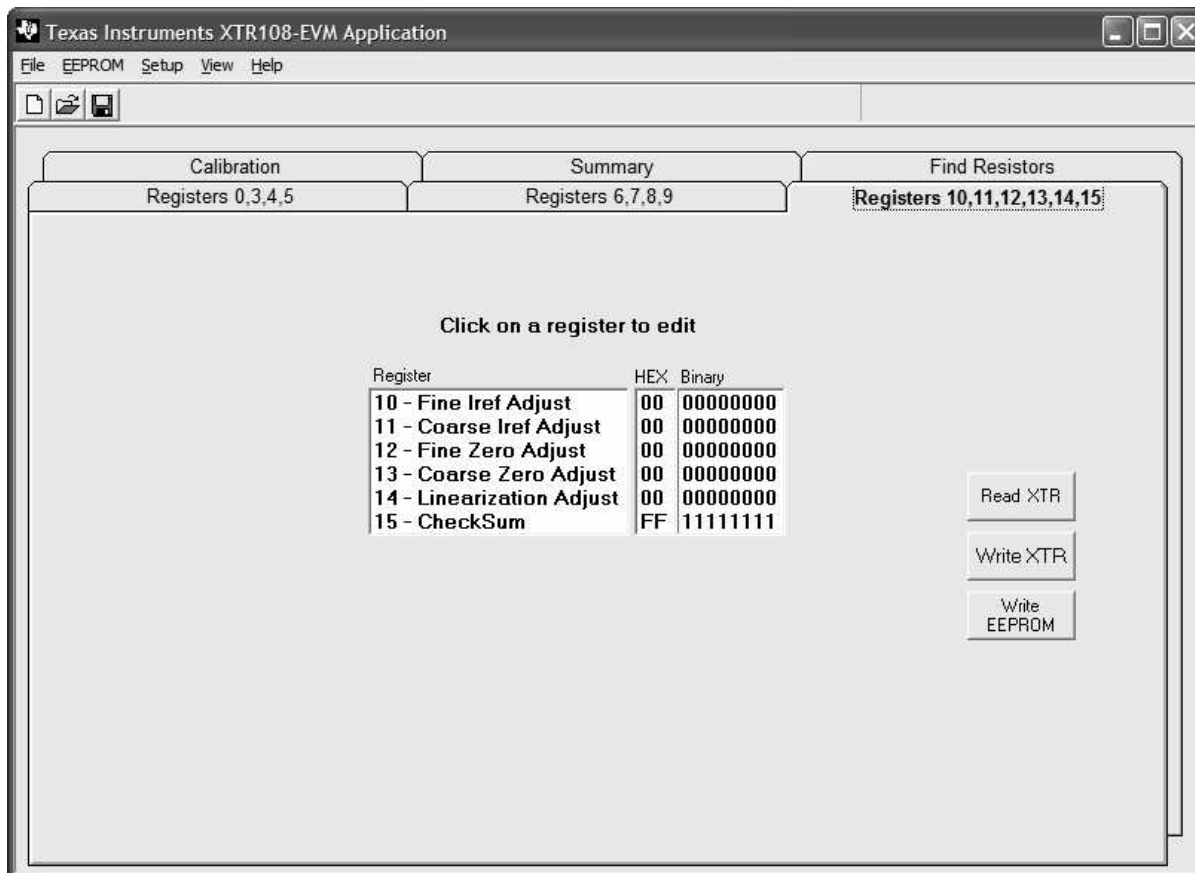 Texas Instruments XTR108-EVM Application
File EEPROM Setup View Help
Calibration Summary Find Resistors
Registers 0,3,4,5 Registers 6,7,8,9 Registers 10,11,12,13,14,15
Click on a register to edit
Register HEX Binary
10 - Fine Iref Adjust 00 00000000
11 - Coarse Iref Adjust 00 00000000
12 - Fine Zero Adjust 00 00000000
13 - Coarse Zero Adjust 00 00000000
14 - Linearization Adjust 00 00000000
15 - CheckSum FF 11111111
Read XTR
Write XTR
Write
EEPROM